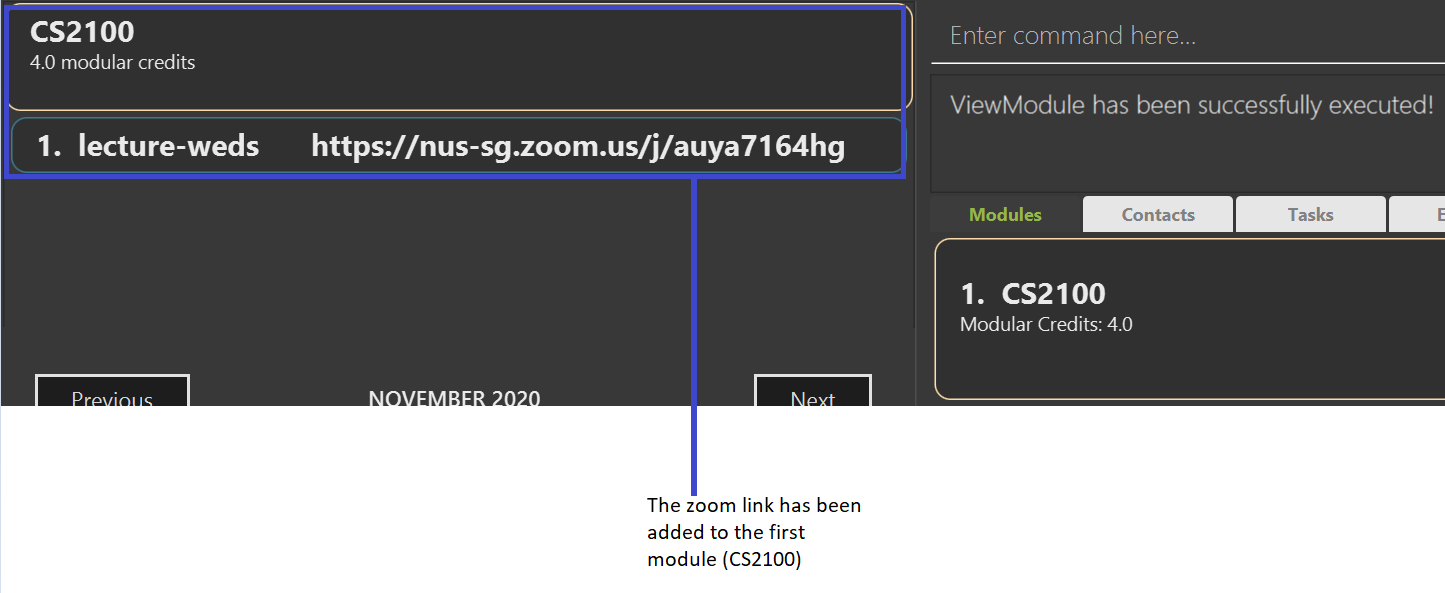 CS2100
4.0 modular credits
1. lecture-weds https://nus-sg.zoom.us/j/auya7164hg
Previous
NOVEMBER 2020
Next
Enter command here...
ViewModule has been successfully executed!
Modules
Contacts
Tasks
1. CS2100
Modular Credits: 4.0
The zoom link has been
added to the first
module (CS2100)